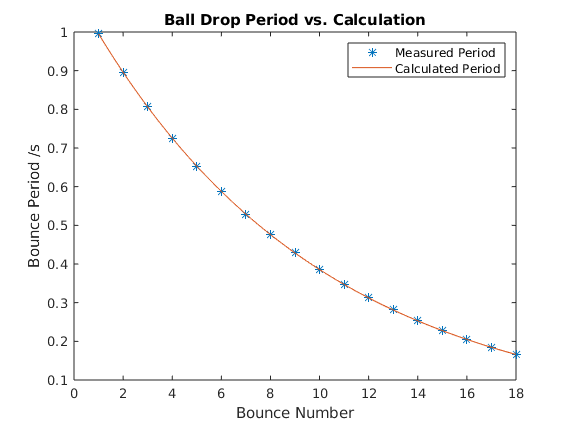 Ball Drop Period vs. Calculation
Measured Period
Calculated Period
Bounce Period /s
1
0.9
0.8
0.7
0.6
0.5
0.4
0.3
0.2
0.1
0 2 4 6 8 10 12 14 16 18
Bounce Number